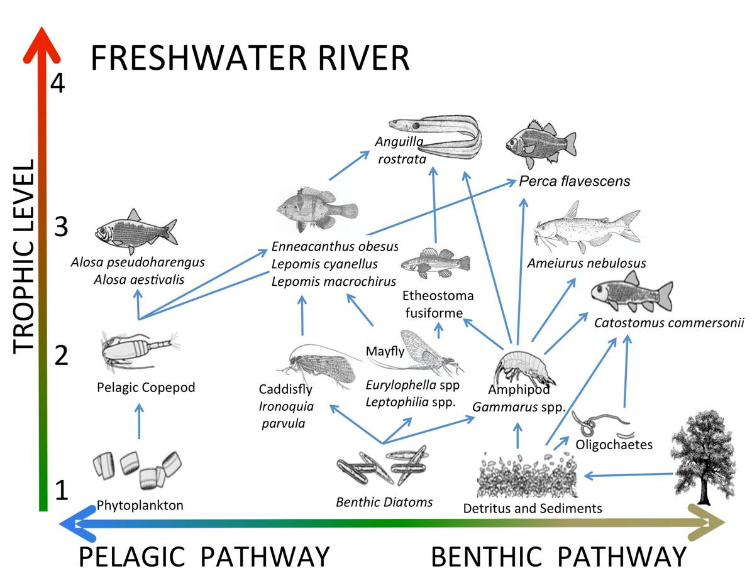 FRESHWATER RIVER
4
3
2
1
TROPHIC LEVEL
Anguilla
rostrata
Perca flavescens
Alosa pseudoharengus
Alosa aestivalis
Enneacanthus obesus
Lepomis cyanellus
Lepomis macrochirus
Ameiurus nebulosus
Etheostoma
fusiforme
Catostomus commersonii
Pelagic Copepod
Caddisfly
Ironoquia
parvula
Mayfly
Eurylophella spp
Leptophilia spp.
Amphipod
Gammarus spp.
Oligochaetes
Phytoplankton
Benthic Diatoms
Detritus and Sediments
PELAGIC PATHWAY
BENTHIC PATHWAY